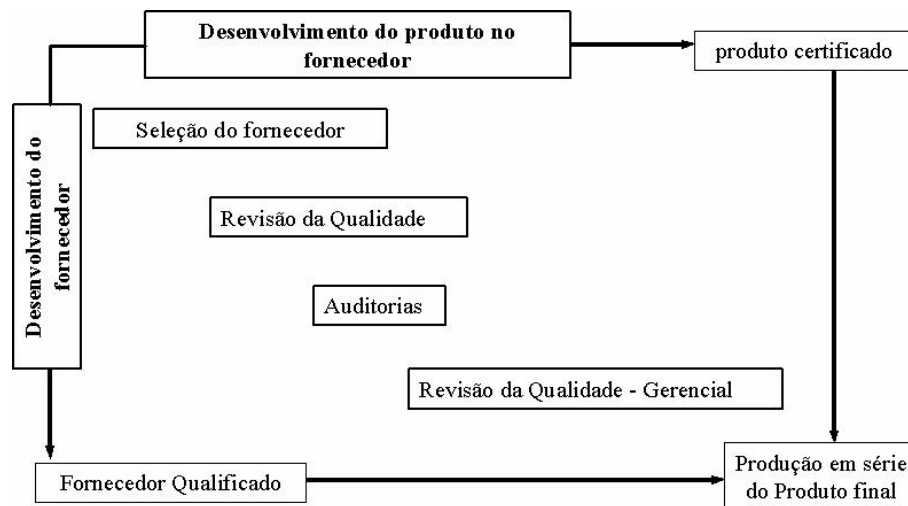 Desenvolvimento do produto no
fornecedor
produto certificado
Seleção do fornecedor
Desenvolvimento do
fornecedor
Revisão da Qualidade
Auditorias
Revisão da Qualidade - Gerencial
Fornecedor Qualificado
Produção em série
do Produto final